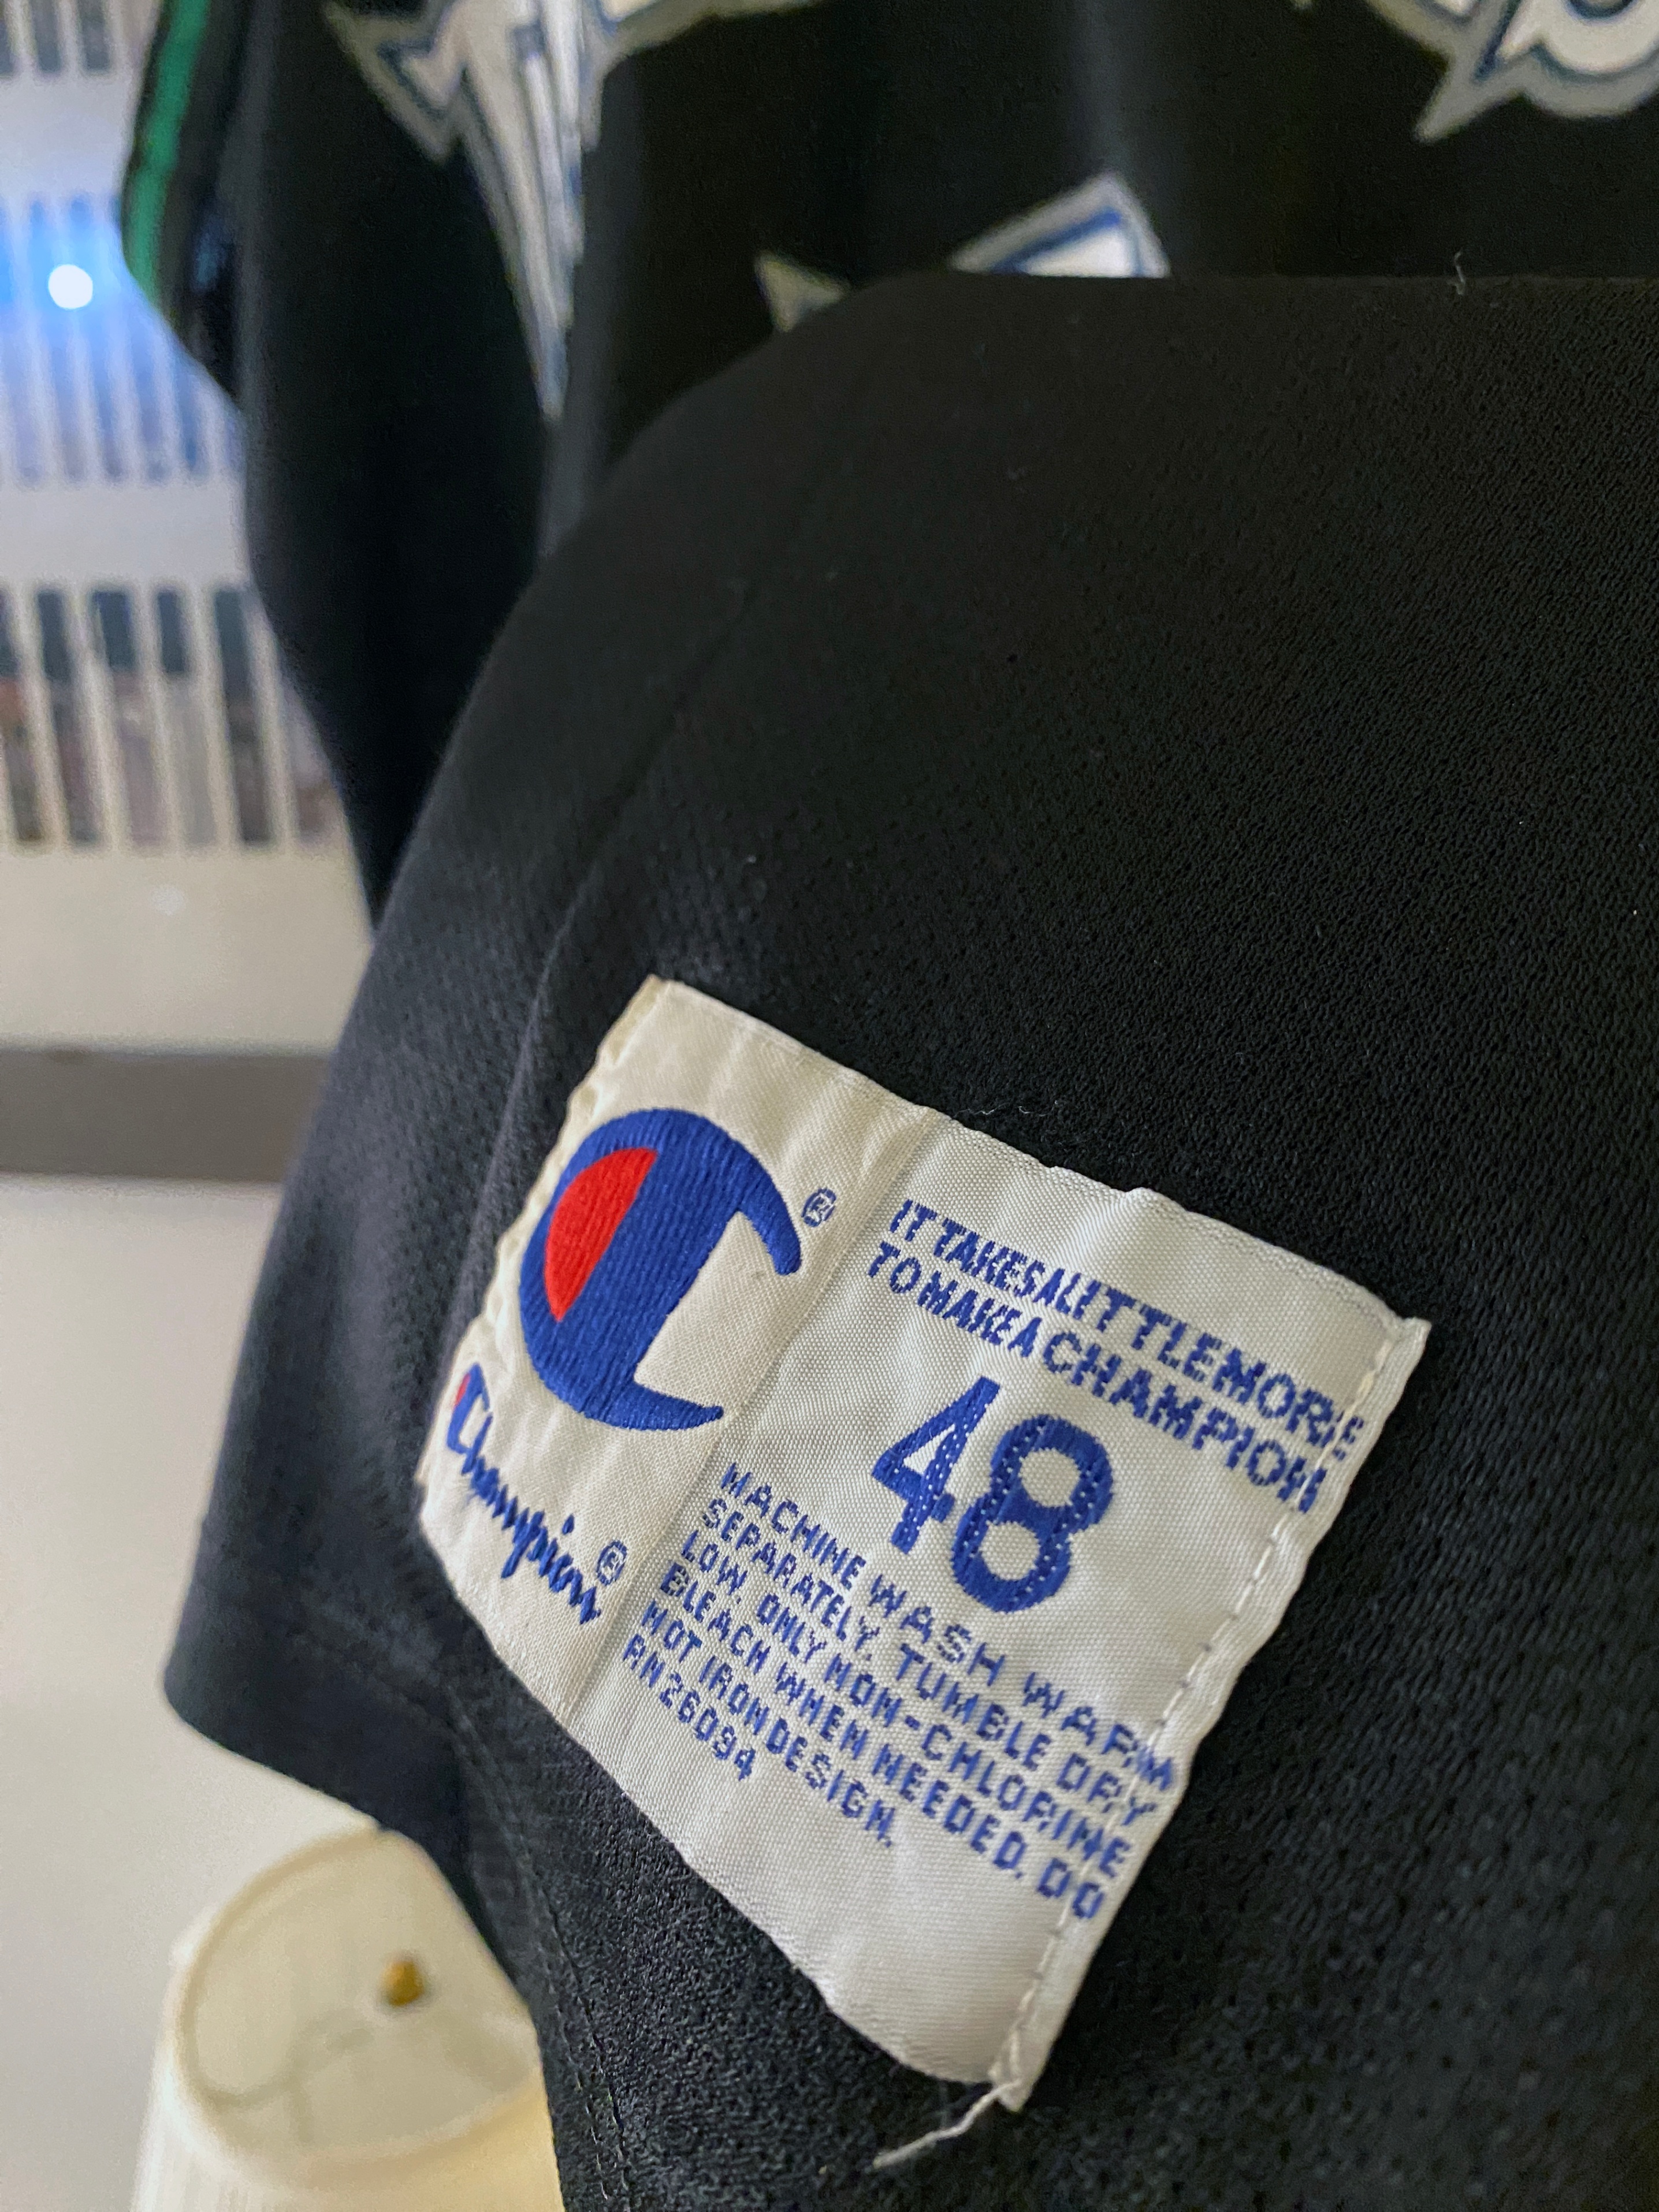 ®
Champion®
IT TAKES A LITTLE MORE
TO MAKE A CHAMPION
48
MACHINE WASH WARM
SEPARATELY. TUMBLE DRY
LOW. ONLY NON-CHLORINE
BLEACH WHEN NEEDED. DO
NOT IRON DESIGN.
RN 26094